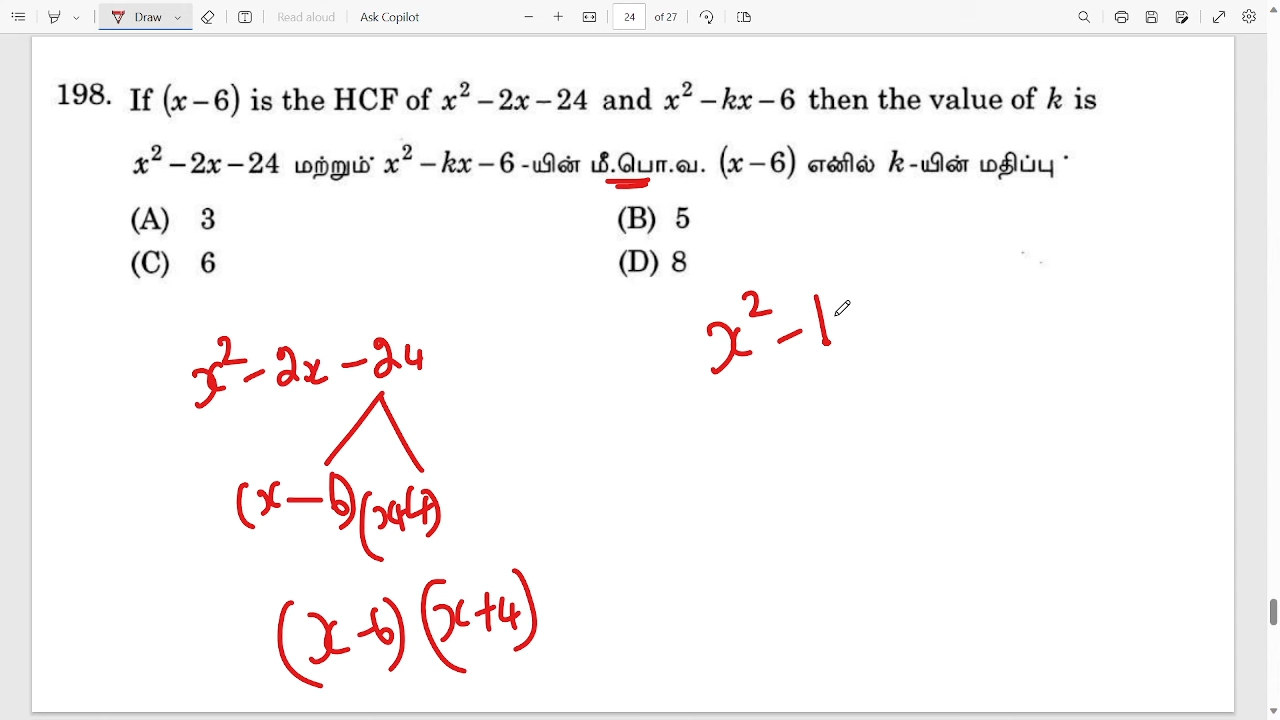 Draw Read aloud Ask Copilot 24 of 27
198. If (x – 6) is the HCF of x² – 2x – 24 and x² – kx – 6 then the value of k is
x² – 2x – 24 மற்றும் x² – kx – 6 -யின் மீ.பொ.வ. (x – 6) எனில் k -யின் மதிப்பு
(A) 3 (B) 5
(C) 6 (D) 8
x² – 1
x² – 2x – 24
(x – 6) (x+4)
(x – 6) (x+4)